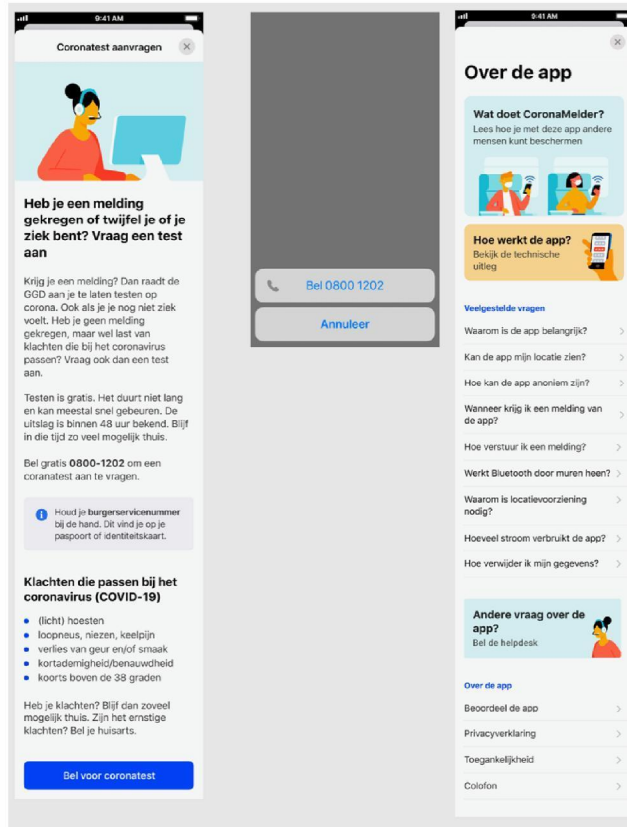 9:41 AM
Coronatest aanvragen
Heb je een melding
gekregen of twijfel je of je
ziek bent? Vraag een test
aan
Krijg je een melding? Dan raadt de
GGD aan je te laten testen op
corona. Ook als je je nog niet ziek
voelt. Heb je geen melding
gekregen, maar wel last van
klachten die bij het coronavirus
passen? Vraag ook dan een test
aan.
Testen is gratis. Het duurt niet lang
en kan meestal snel gebeuren. De
uitslag is binnen 48 uur bekend. Blijf
in die tijd zo veel mogelijk thuis.
Bel gratis 0800-1202 om een
coranatest aan te vragen.
Houd je burgerservicenummer
bij de hand. Dit vind je op je
paspoort of identiteitskaart.
Klachten die passen bij het
coronavirus (COVID-19)
(licht) hoesten
loopneus, niezen, keelpijn
verlies van geur en/of smaak
kortademigheid/benauwdheid
koorts boven de 38 graden
Heb je klachten? Blijf dan zoveel
mogelijk thuis. Zijn het ernstige
klachten? Bel je huisarts.
Bel voor coronatest
Bel 0800 1202
Annuleer
9:41 AM
Over de app
Wat doet CoronaMelder?
Lees hoe je met deze app andere
mensen kunt beschermen
Hoe werkt de app?
Bekijk de technische
uitleg
Veelgestelde vragen
Waarom is de app belangrijk?
Kan de app mijn locatie zien?
Hoe kan de app anoniem zijn?
Wanneer krijg ik een melding van
de app?
Hoe verstuur ik een melding?
Werkt Bluetooth door muren heen?
Waarom is locatievoorziening
nodig?
Hoeveel stroom verbruikt de app?
Hoe verwijder ik mijn gegevens?
Andere vraag over de
app?
Bel de helpdesk
Over de app
Beoordeel de app
Privacyverklaring
Toegankelijkheid
Colofon